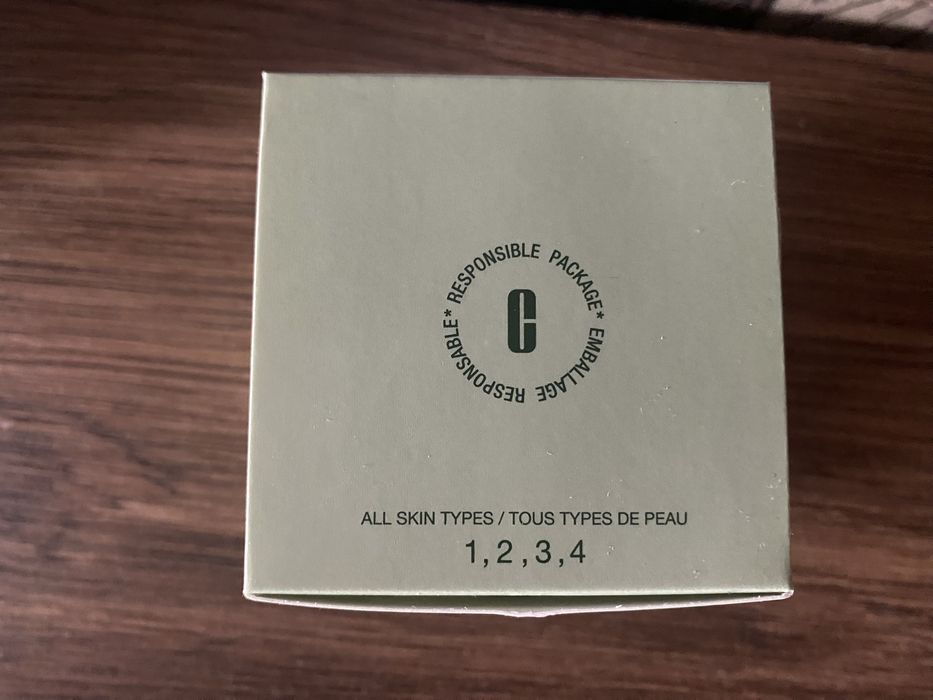 RESPONSIBLE PACKAGE* EMBALLAGE RESPONSABLE*
C
ALL SKIN TYPES / TOUS TYPES DE PEAU
1,2,3,4